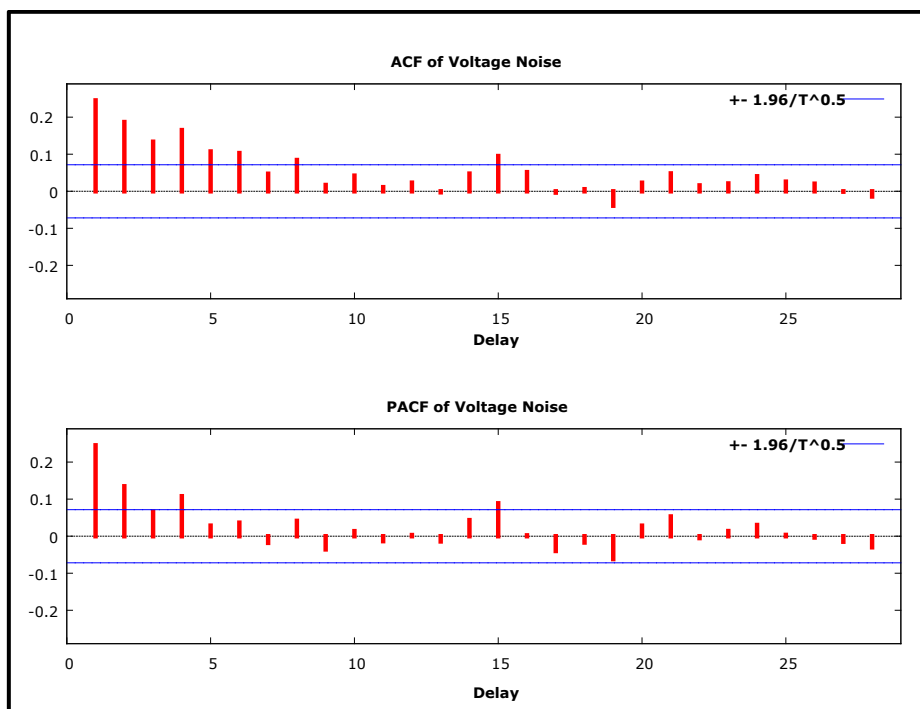 ACF of Voltage Noise
+- 1.96/T^0.5
0.2
0.1
0
-0.1
-0.2
0 5 10 15 20 25
Delay
PACF of Voltage Noise
+- 1.96/T^0.5
0.2
0.1
0
-0.1
-0.2
0 5 10 15 20 25
Delay